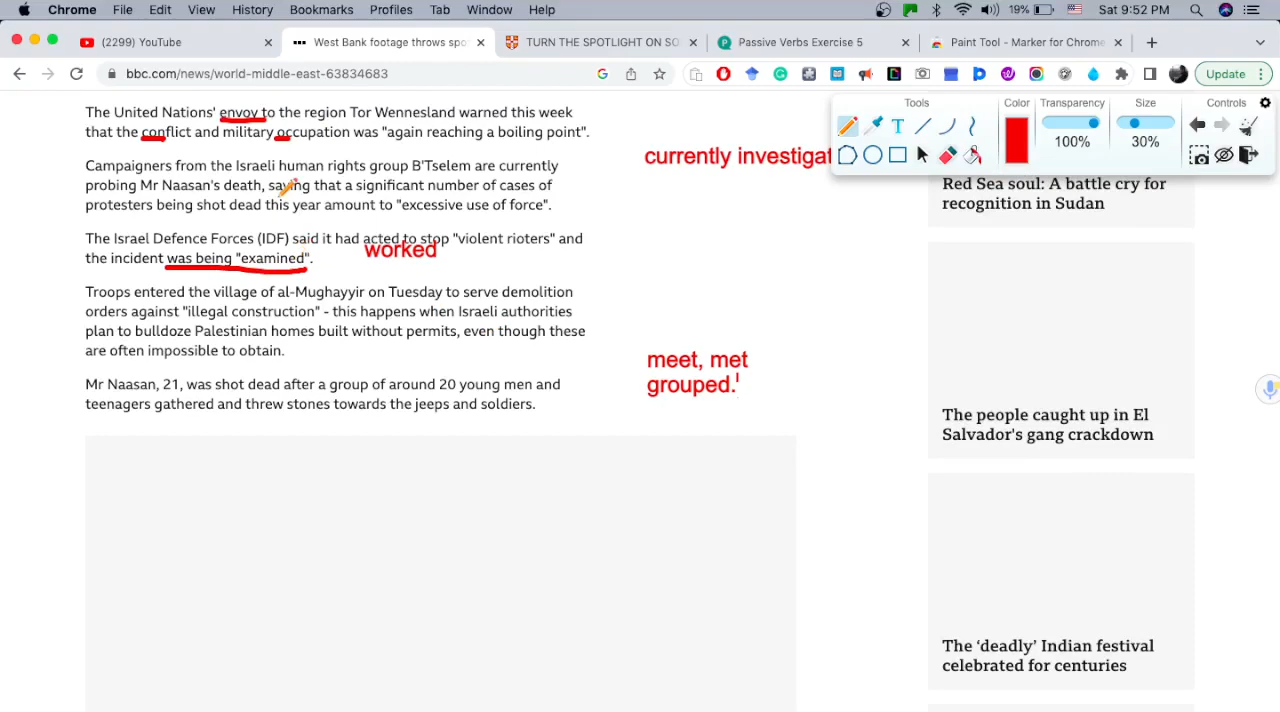 Chrome File Edit View History Bookmarks Profiles Tab Window Help 19% Sat 9:52 PM
(2299) YouTube West Bank footage throws spo TURN THE SPOTLIGHT ON SO Passive Verbs Exercise 5 Paint Tool - Marker for Chrome
bbc.com/news/world-middle-east-63834683 Update
The United Nations' envoy to the region Tor Wennesland warned this week
that the conflict and military occupation was "again reaching a boiling point".
Campaigners from the Israeli human rights group B'Tselem are currently
probing Mr Naasan's death, saying that a significant number of cases of
protesters being shot dead this year amount to "excessive use of force".
The Israel Defence Forces (IDF) said it had acted to stop "violent rioters" and
the incident was being "examined".
Troops entered the village of al-Mughayyir on Tuesday to serve demolition
orders against "illegal construction" - this happens when Israeli authorities
plan to bulldoze Palestinian homes built without permits, even though these
are often impossible to obtain.
Mr Naasan, 21, was shot dead after a group of around 20 young men and
teenagers gathered and threw stones towards the jeeps and soldiers.
currently investigat
worked
meet, met
grouped.
Tools Color Transparency Size Controls
T
100% 30%
Red Sea soul: A battle cry for
recognition in Sudan
The people caught up in El
Salvador's gang crackdown
The 'deadly' Indian festival
celebrated for centuries